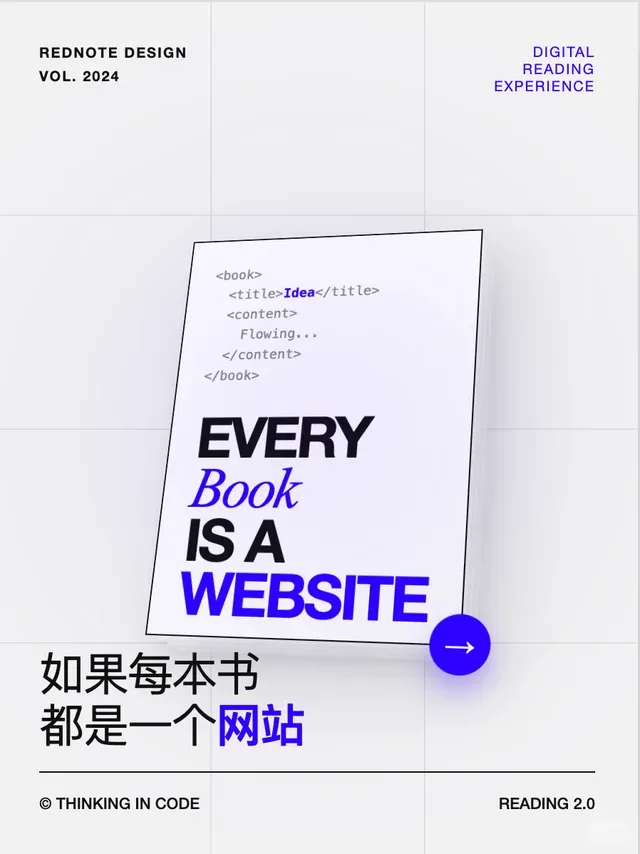 REDNOTE DESIGN
VOL. 2024
DIGITAL
READING
EXPERIENCE
<book>
<title>Idea</title>
<content>
Flowing...
</content>
</book>
EVERY
Book
IS A
WEBSITE
→
如果每本书
都是一个网站
© THINKING IN CODE
READING 2.0